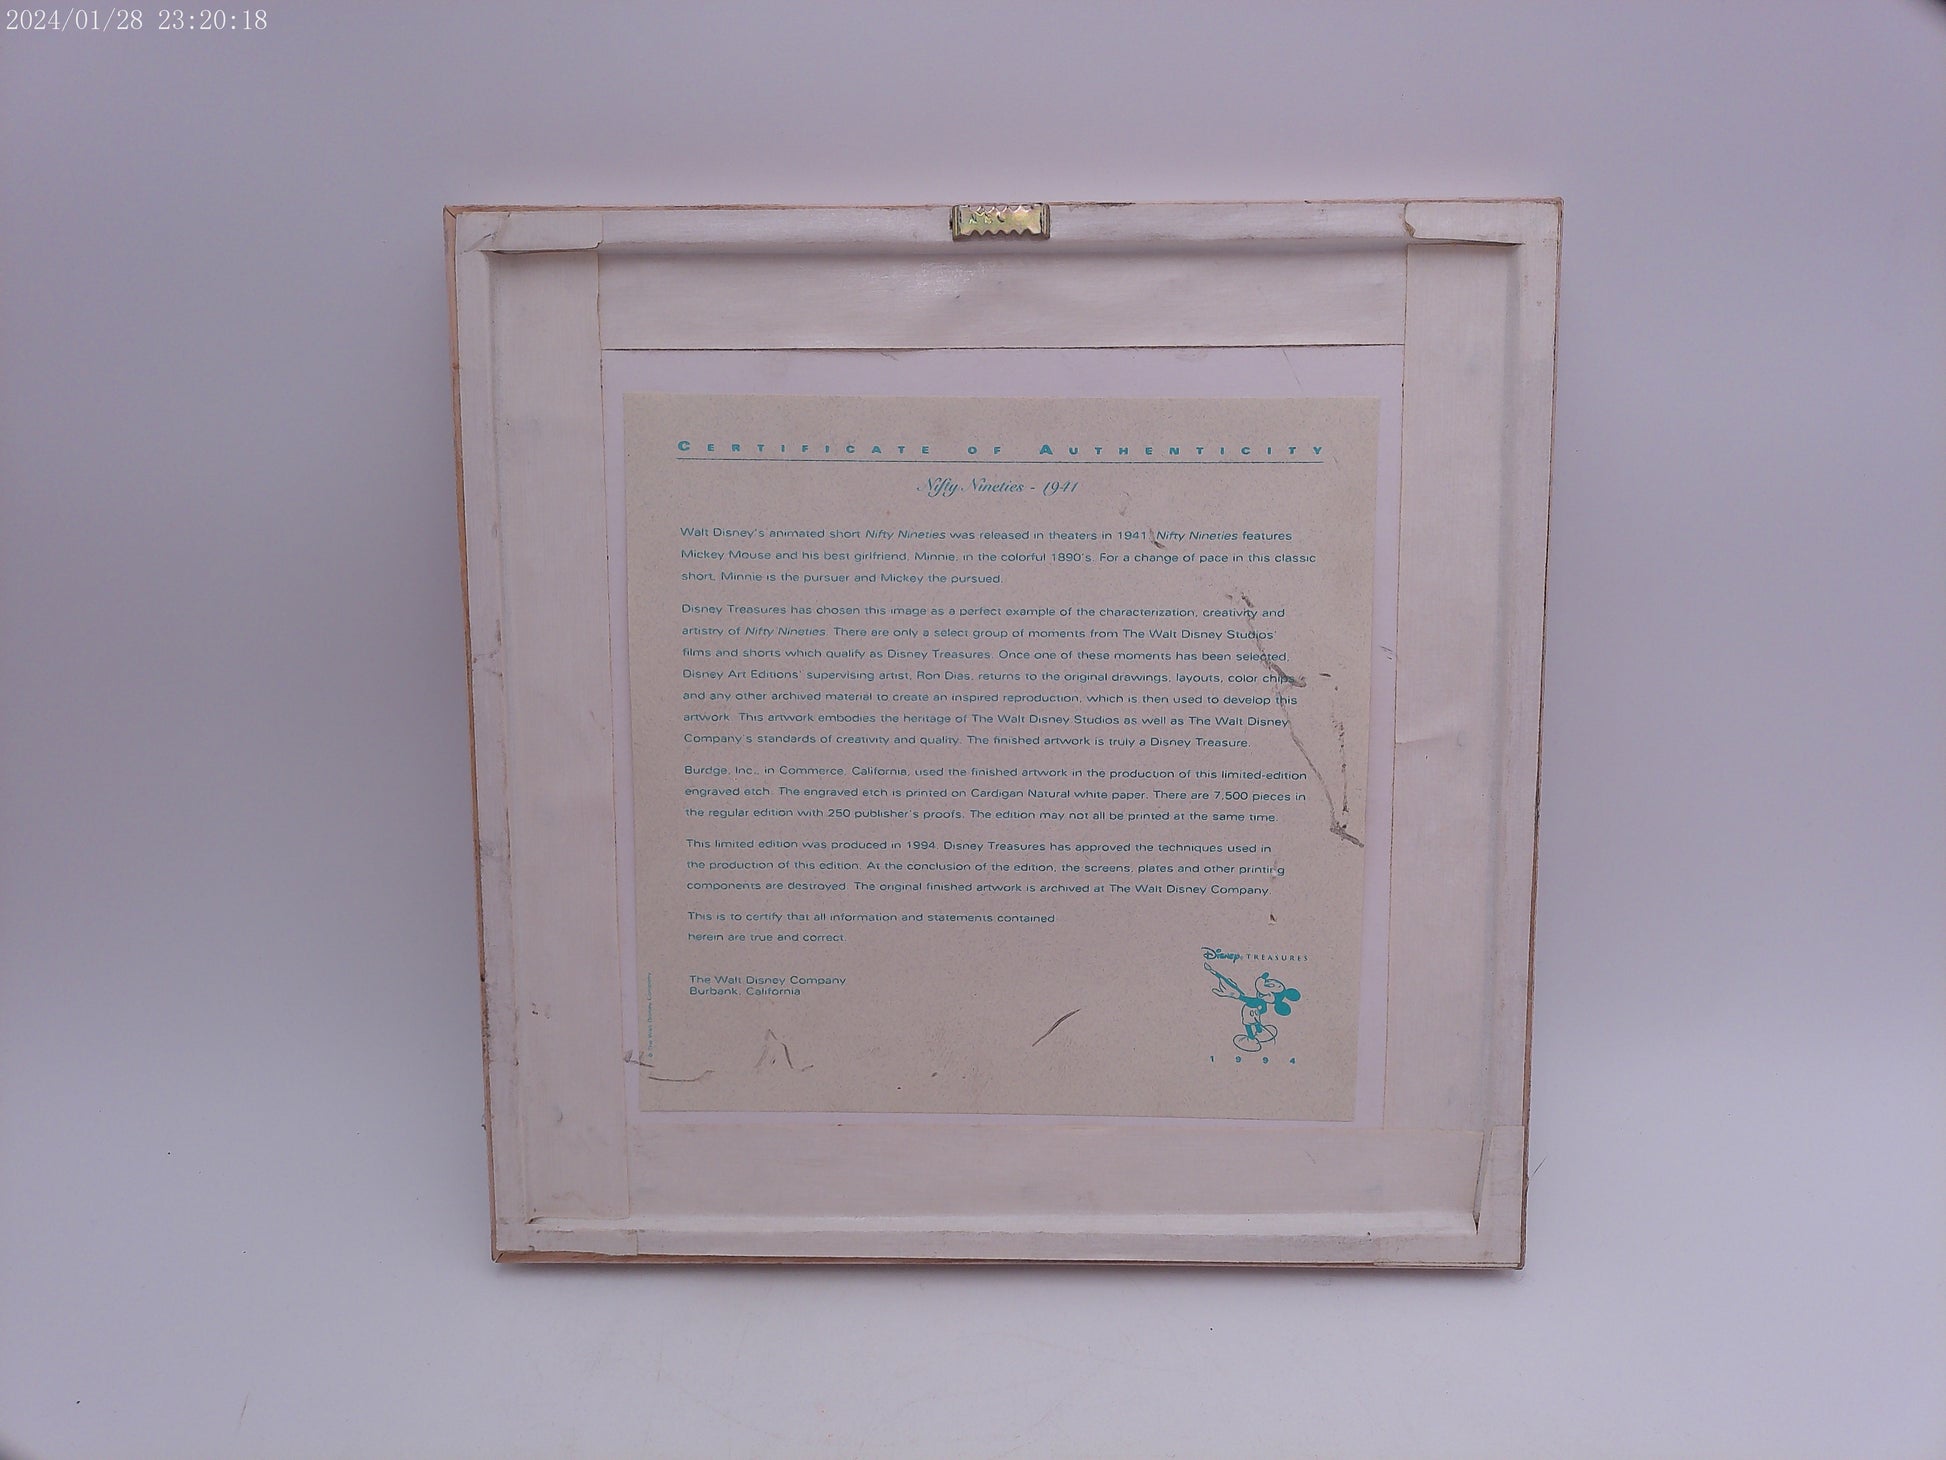 2024/01/28 23:20:18
CERTIFICATE OF AUTHENTICITY
Nifty Nineties - 1941
Walt Disney's animated short Nifty Nineties was released in theaters in 1941. Nifty Nineties features
Mickey Mouse and his best girlfriend, Minnie, in the colorful 1890's. For a change of pace in this classic
short, Minnie is the pursuer and Mickey the pursued.
Disney Treasures has chosen this image as a perfect example of the characterization, creativity and
artistry of Nifty Nineties. There are only a select group of moments from The Walt Disney Studios'
films and shorts which qualify as Disney Treasures. Once one of these moments has been selected,
Disney Art Editions' supervising artist, Ron Dias, returns to the original drawings, layouts, color chips
and any other archived material to create an inspired reproduction, which is then used to develop this
artwork. This artwork embodies the heritage of The Walt Disney Studios as well as The Walt Disney
Company's standards of creativity and quality. The finished artwork is truly a Disney Treasure.
Burdge, Inc., in Commerce, California, used the finished artwork in the production of this limited-edition
engraved etch. The engraved etch is printed on Cardigan Natural white paper. There are 7,500 pieces in
the regular edition with 250 publisher's proofs. The edition may not all be printed at the same time.
This limited edition was produced in 1994. Disney Treasures has approved the techniques used in
the production of this edition. At the conclusion of the edition, the screens, plates and other printing
components are destroyed. The original finished artwork is archived at The Walt Disney Company.
This is to certify that all information and statements contained
herein are true and correct.
The Walt Disney Company
Burbank, California
© The Walt Disney Company
Disney TREASURES
1994